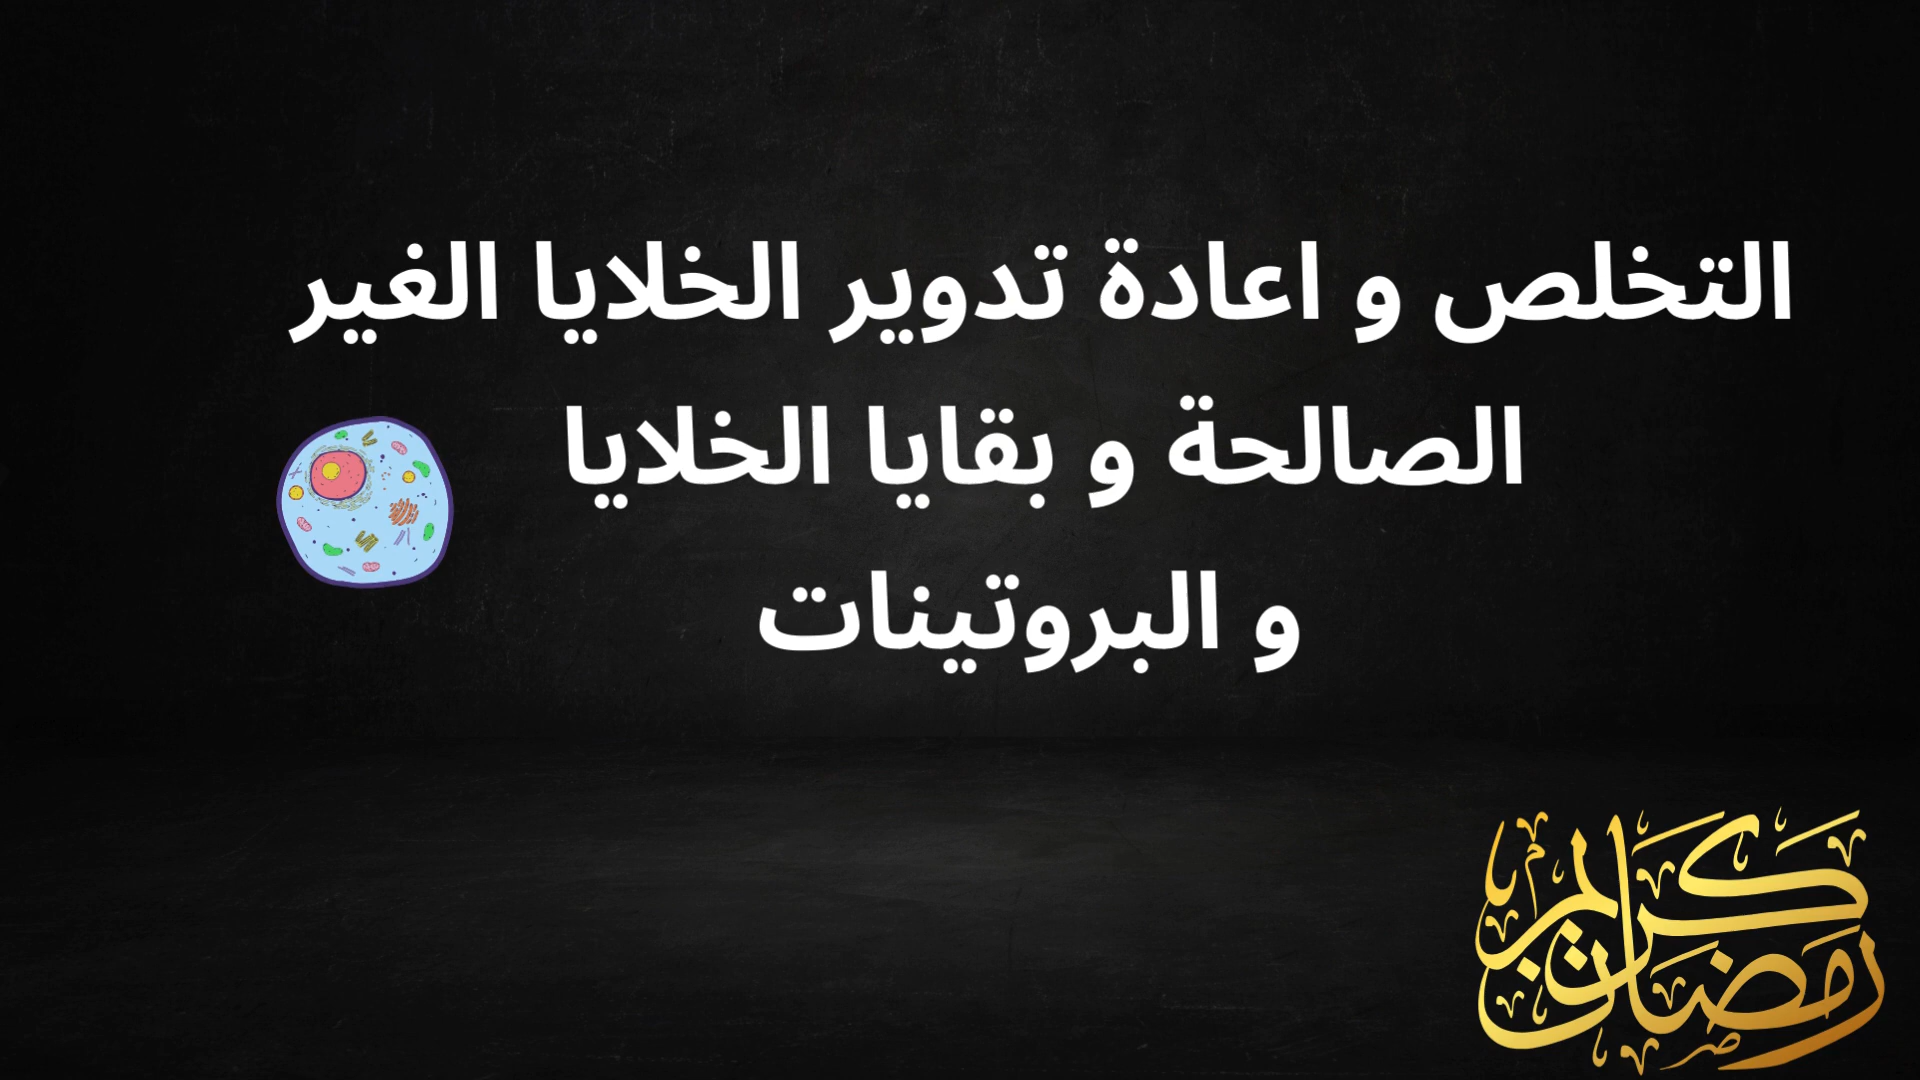 التخلص و اعادة تدوير الخلايا الغير
الصالحة و بقايا الخلايا
و البروتينات
رمضان كريم